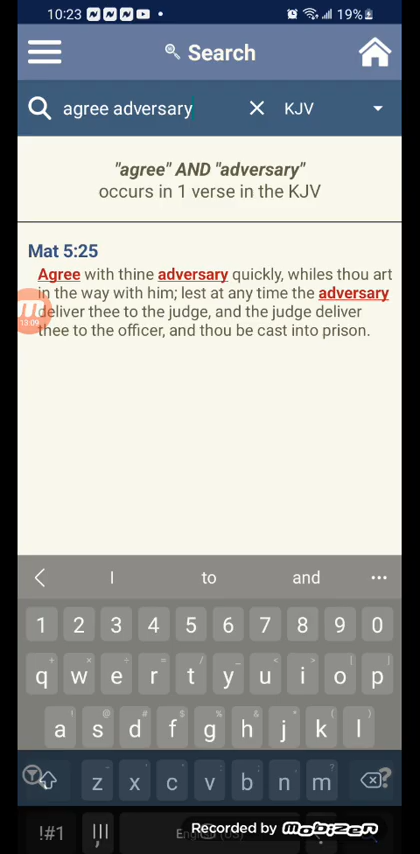 10:23 19%
Search
agree adversary KJV
"agree" AND "adversary"
occurs in 1 verse in the KJV
Mat 5:25
Agree with thine adversary quickly, whiles thou art
in the way with him; lest at any time the adversary
deliver thee to the judge, and the judge deliver
thee to the officer, and thou be cast into prison.
13:09
I to and
1 2 3 4 5 6 7 8 9 0
q w e r t y u i o p
a s d f g h j k l
z x c v b n m
!#1
Recorded by mobizen